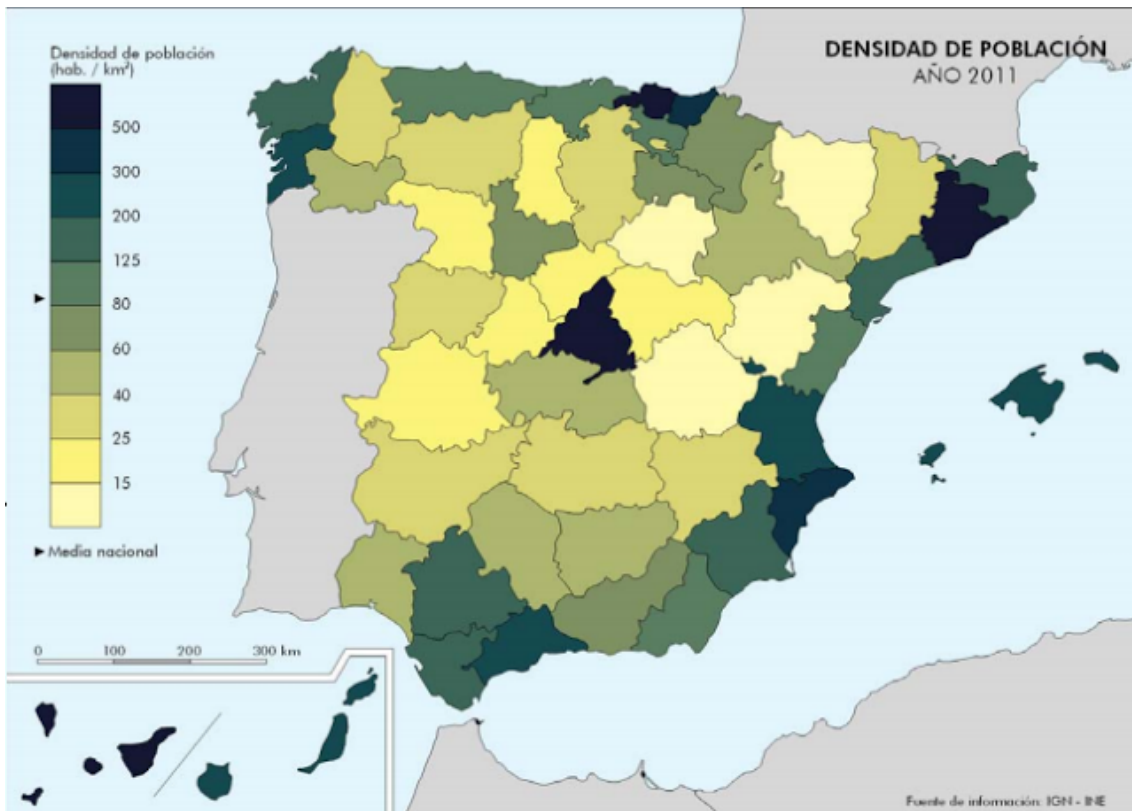 DENSIDAD DE POBLACIÓN
AÑO 2011
Densidad de población
(hab. / km²)
500
300
200
125
80
60
40
25
15
Media nacional
0 100 200 300 km
Fuente de información: IGN - INE